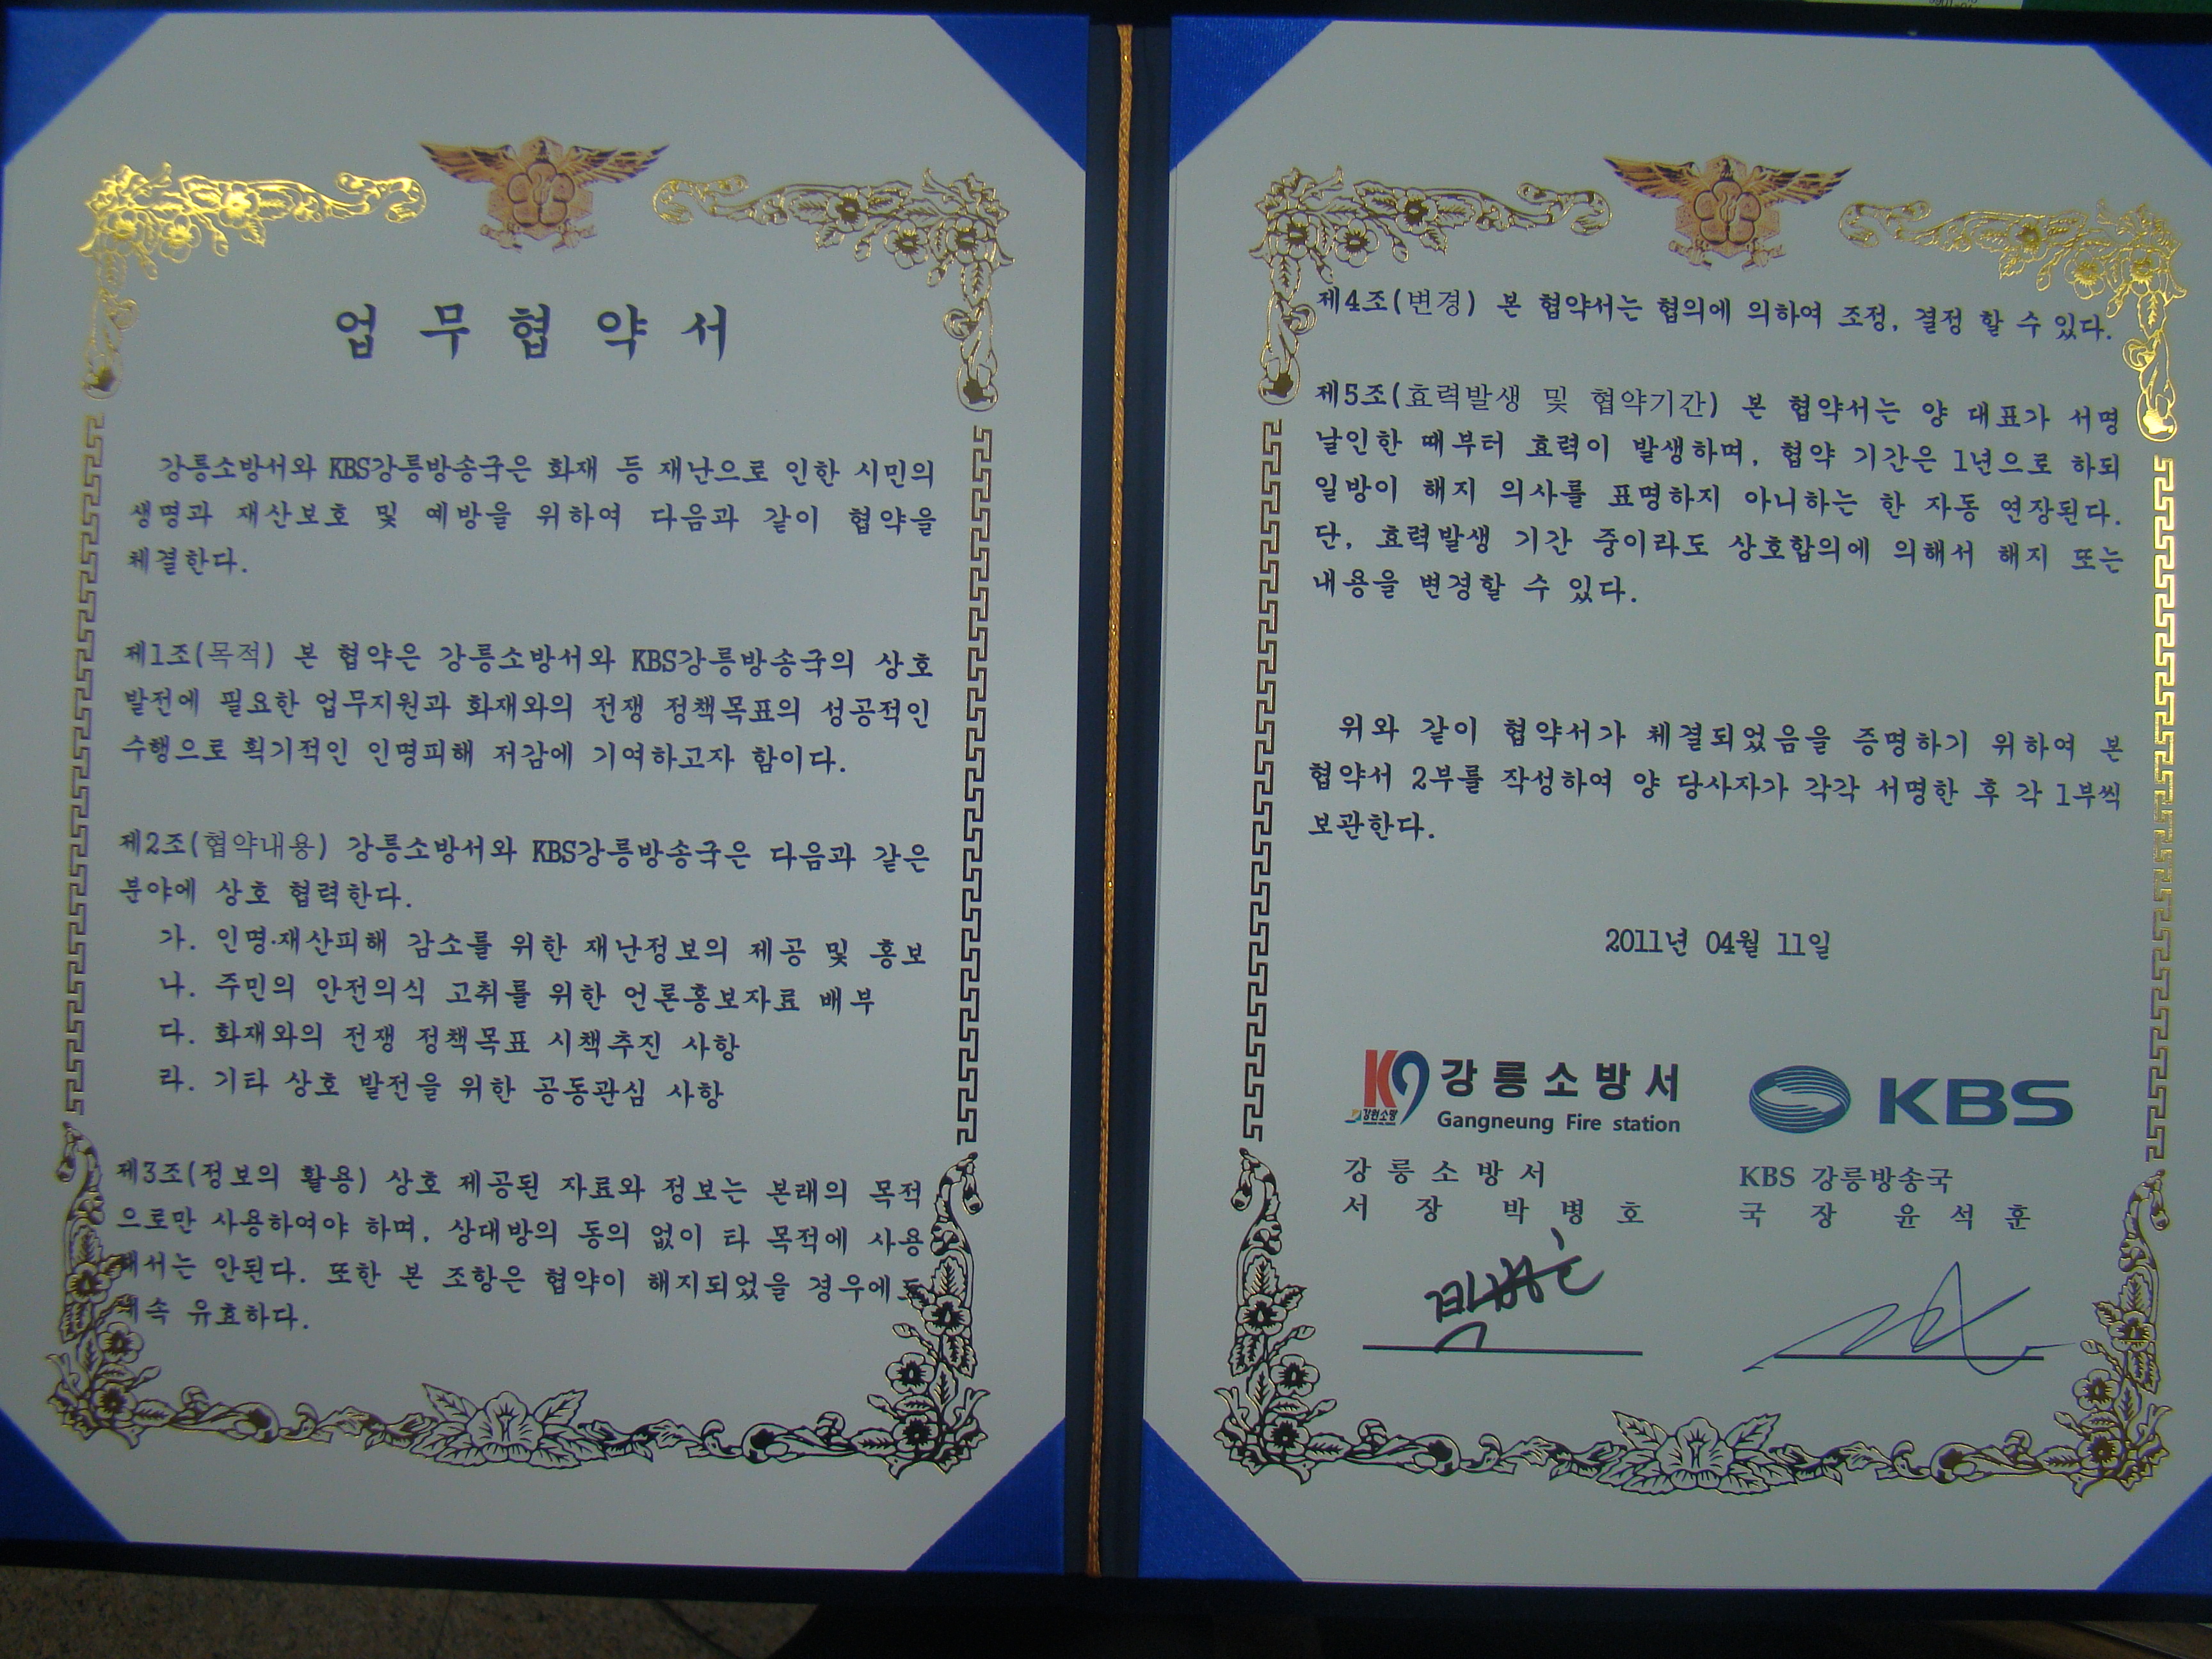 업무협약서
강릉소방서와 KBS강릉방송국은 화재 등 재난으로 인한 시민의
생명과 재산보호 및 예방을 위하여 다음과 같이 협약을
체결한다.
제1조(목적) 본 협약은 강릉소방서와 KBS강릉방송국의 상호
발전에 필요한 업무지원과 화재와의 전쟁 정책목표의 성공적인
수행으로 획기적인 인명피해 저감에 기여하고자 함이다.
제2조(협약내용) 강릉소방서와 KBS강릉방송국은 다음과 같은
분야에 상호 협력한다.
가. 인명·재산피해 감소를 위한 재난정보의 제공 및 홍보
나. 주민의 안전의식 고취를 위한 언론홍보자료 배부
다. 화재와의 전쟁 정책목표 시책추진 사항
라. 기타 상호 발전을 위한 공동관심 사항
제3조(정보의 활용) 상호 제공된 자료와 정보는 본래의 목적
으로만 사용하여야 하며, 상대방의 동의 없이 타 목적에 사용
해서는 안된다. 또한 본 조항은 협약이 해지되었을 경우에도
계속 유효하다.
제4조(변경) 본 협약서는 협의에 의하여 조정, 결정 할 수 있다.
제5조(효력발생 및 협약기간) 본 협약서는 양 대표가 서명
날인한 때부터 효력이 발생하며, 협약 기간은 1년으로 하되
일방이 해지 의사를 표명하지 아니하는 한 자동 연장된다.
단, 효력발생 기간 중이라도 상호합의에 의해서 해지 또는
내용을 변경할 수 있다.
위와 같이 협약서가 체결되었음을 증명하기 위하여 본
협약서 2부를 작성하여 양 당사자가 각각 서명한 후 각 1부씩
보관한다.
2011년 04월 11일
119 강릉소방서
강원소방
Gangneung Fire station
KBS
강릉소방서
서장 박병호
KBS 강릉방송국
국장 윤석훈
박병호